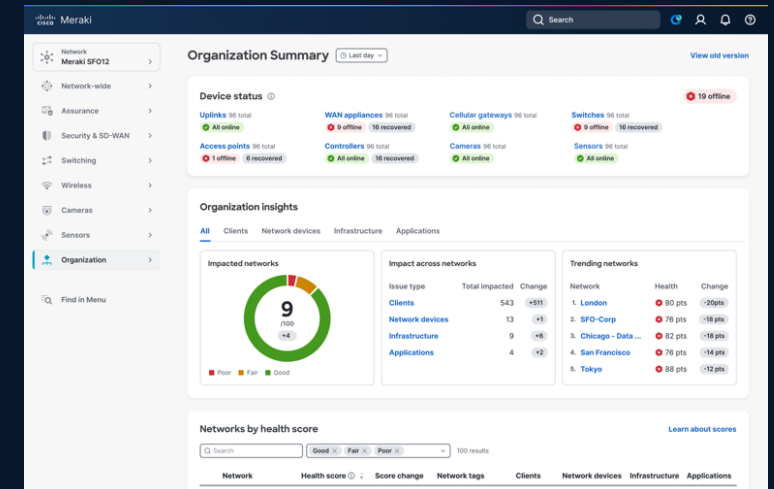 CISCO Meraki
Search
Network
Meraki SFO12
Network-wide
Assurance
Security & SD-WAN
Switching
Wireless
Cameras
Sensors
Organization
Find in Menu
Organization Summary Last day
View old version
Device status
19 offline
Uplinks 96 total WAN appliances 96 total Cellular gateways 96 total Switches 96 total
All online 9 offline 16 recovered All online 9 offline 16 recovered
Access points 96 total Controllers 96 total Cameras 96 total Sensors 96 total
1 offline 6 recovered All online 16 recovered All online All online
Organization insights
All Clients Network devices Infrastructure Applications
Impacted networks
9
/100
+4
Poor Fair Good
Impact across networks
Issue type Total impacted Change
Clients 543 +511
Network devices 13 +1
Infrastructure 9 +6
Applications 4 +2
Trending networks
Network Health Change
1. London 80 pts -20pts
2. SFO-Corp 76 pts -18 pts
3. Chicago - Data ... 82 pts -18 pts
4. San Francisco 76 pts -14 pts
5. Tokyo 88 pts -12 pts
Networks by health score
Learn about scores
Search Good × Fair × Poor × 100 results
Network Health score Score change Network tags Clients Network devices Infrastructure Applications